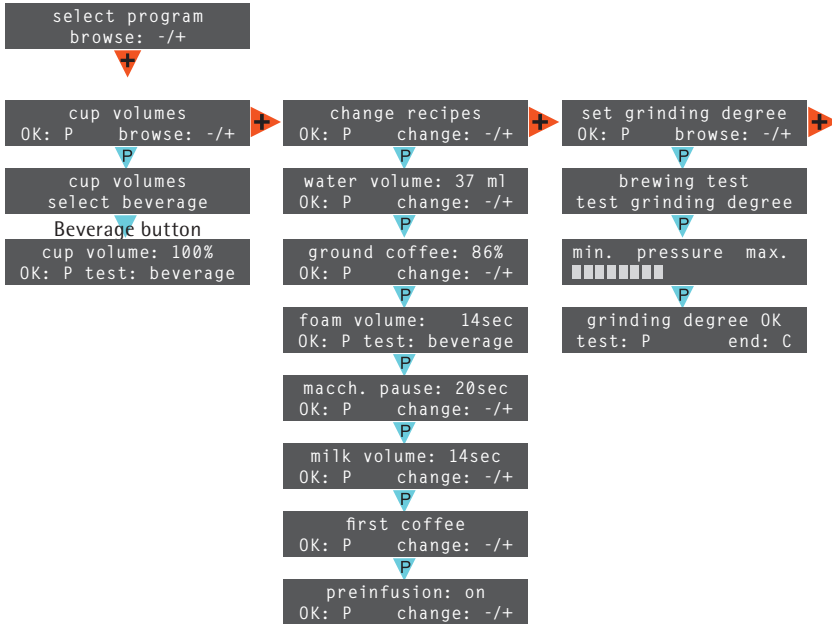 select program
browse: -/+
+
cup volumes
OK: P browse: -/+
+
P
cup volumes
select beverage
Beverage button
cup volume: 100%
OK: P test: beverage
change recipes
OK: P change: -/+
+
P
water volume: 37 ml
OK: P change: -/+
P
ground coffee: 86%
OK: P change: -/+
P
foam volume: 14sec
OK: P test: beverage
P
macch. pause: 20sec
OK: P change: -/+
P
milk volume: 14sec
OK: P change: -/+
P
first coffee
OK: P change: -/+
P
preinfusion: on
OK: P change: -/+
set grinding degree
OK: P browse: -/+
+
P
brewing test
test grinding degree
P
min. pressure max.
P
grinding degree OK
test: P end: C